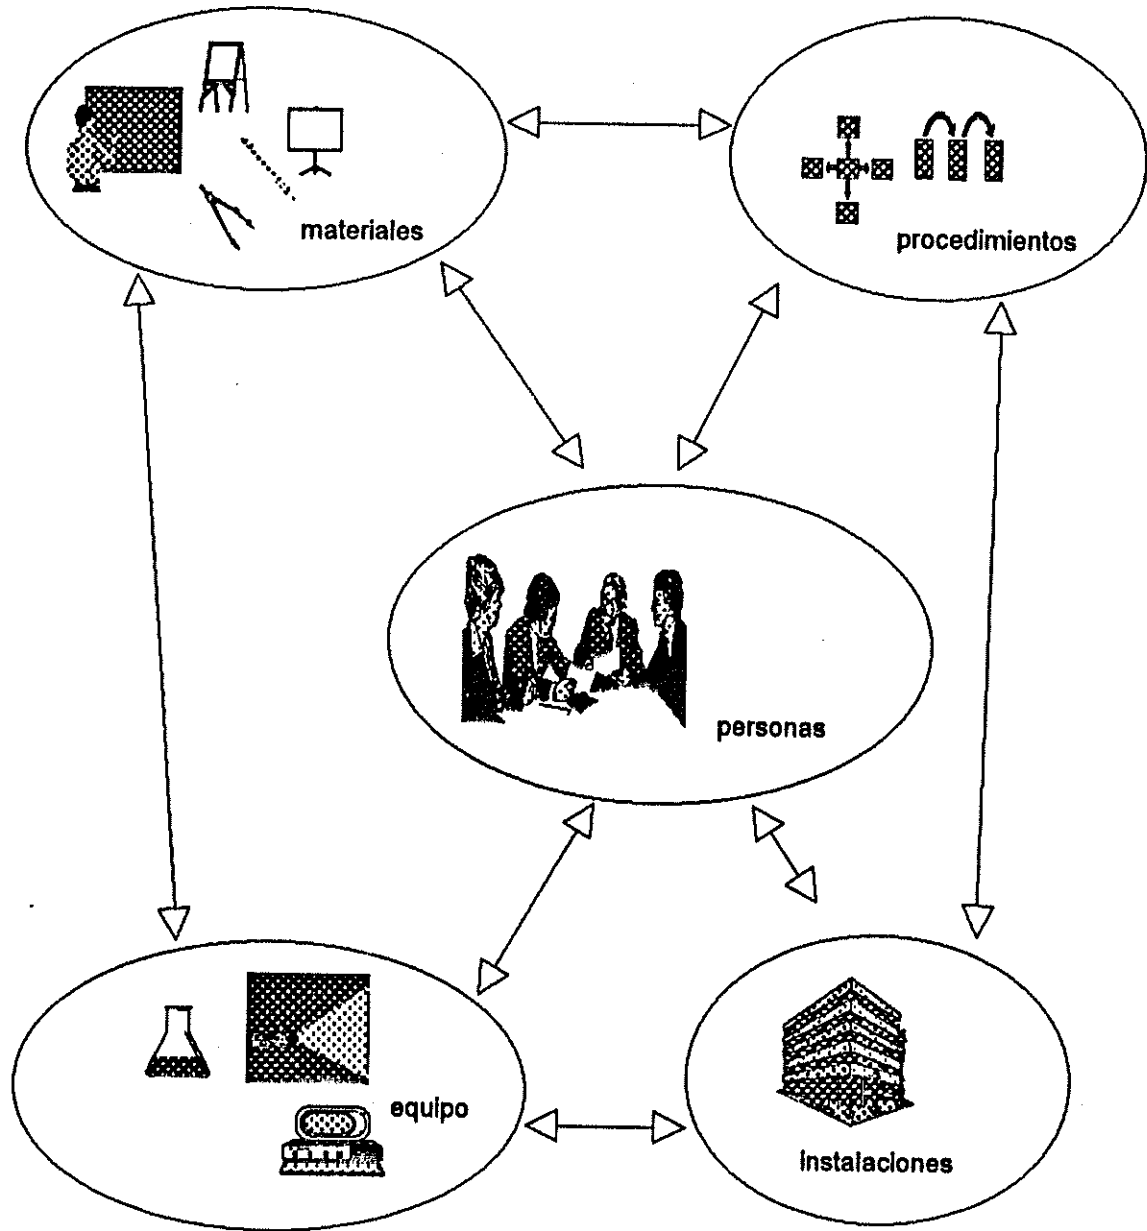 materiales
procedimientos
personas
equipo
Instalaciones